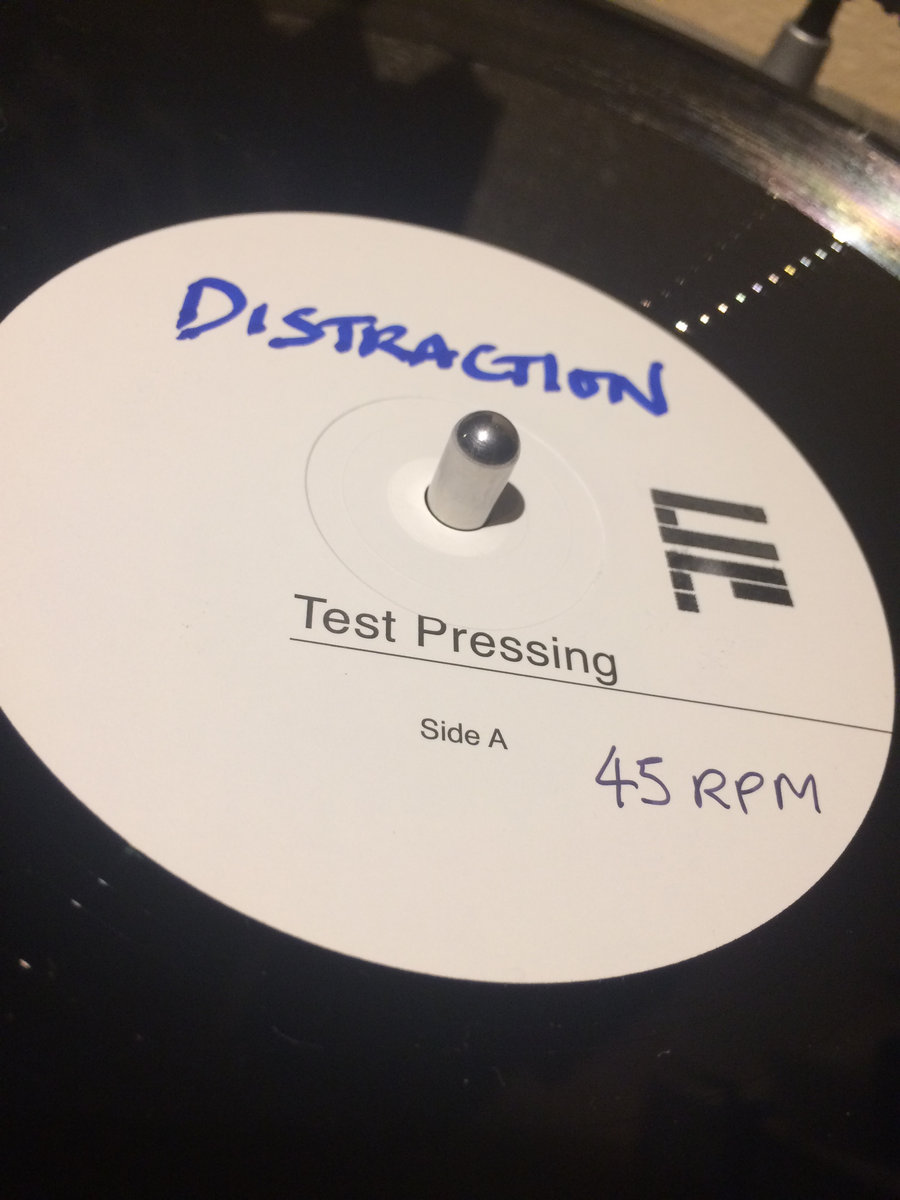 DISTRACTION
Test Pressing
Side A
45 RPM